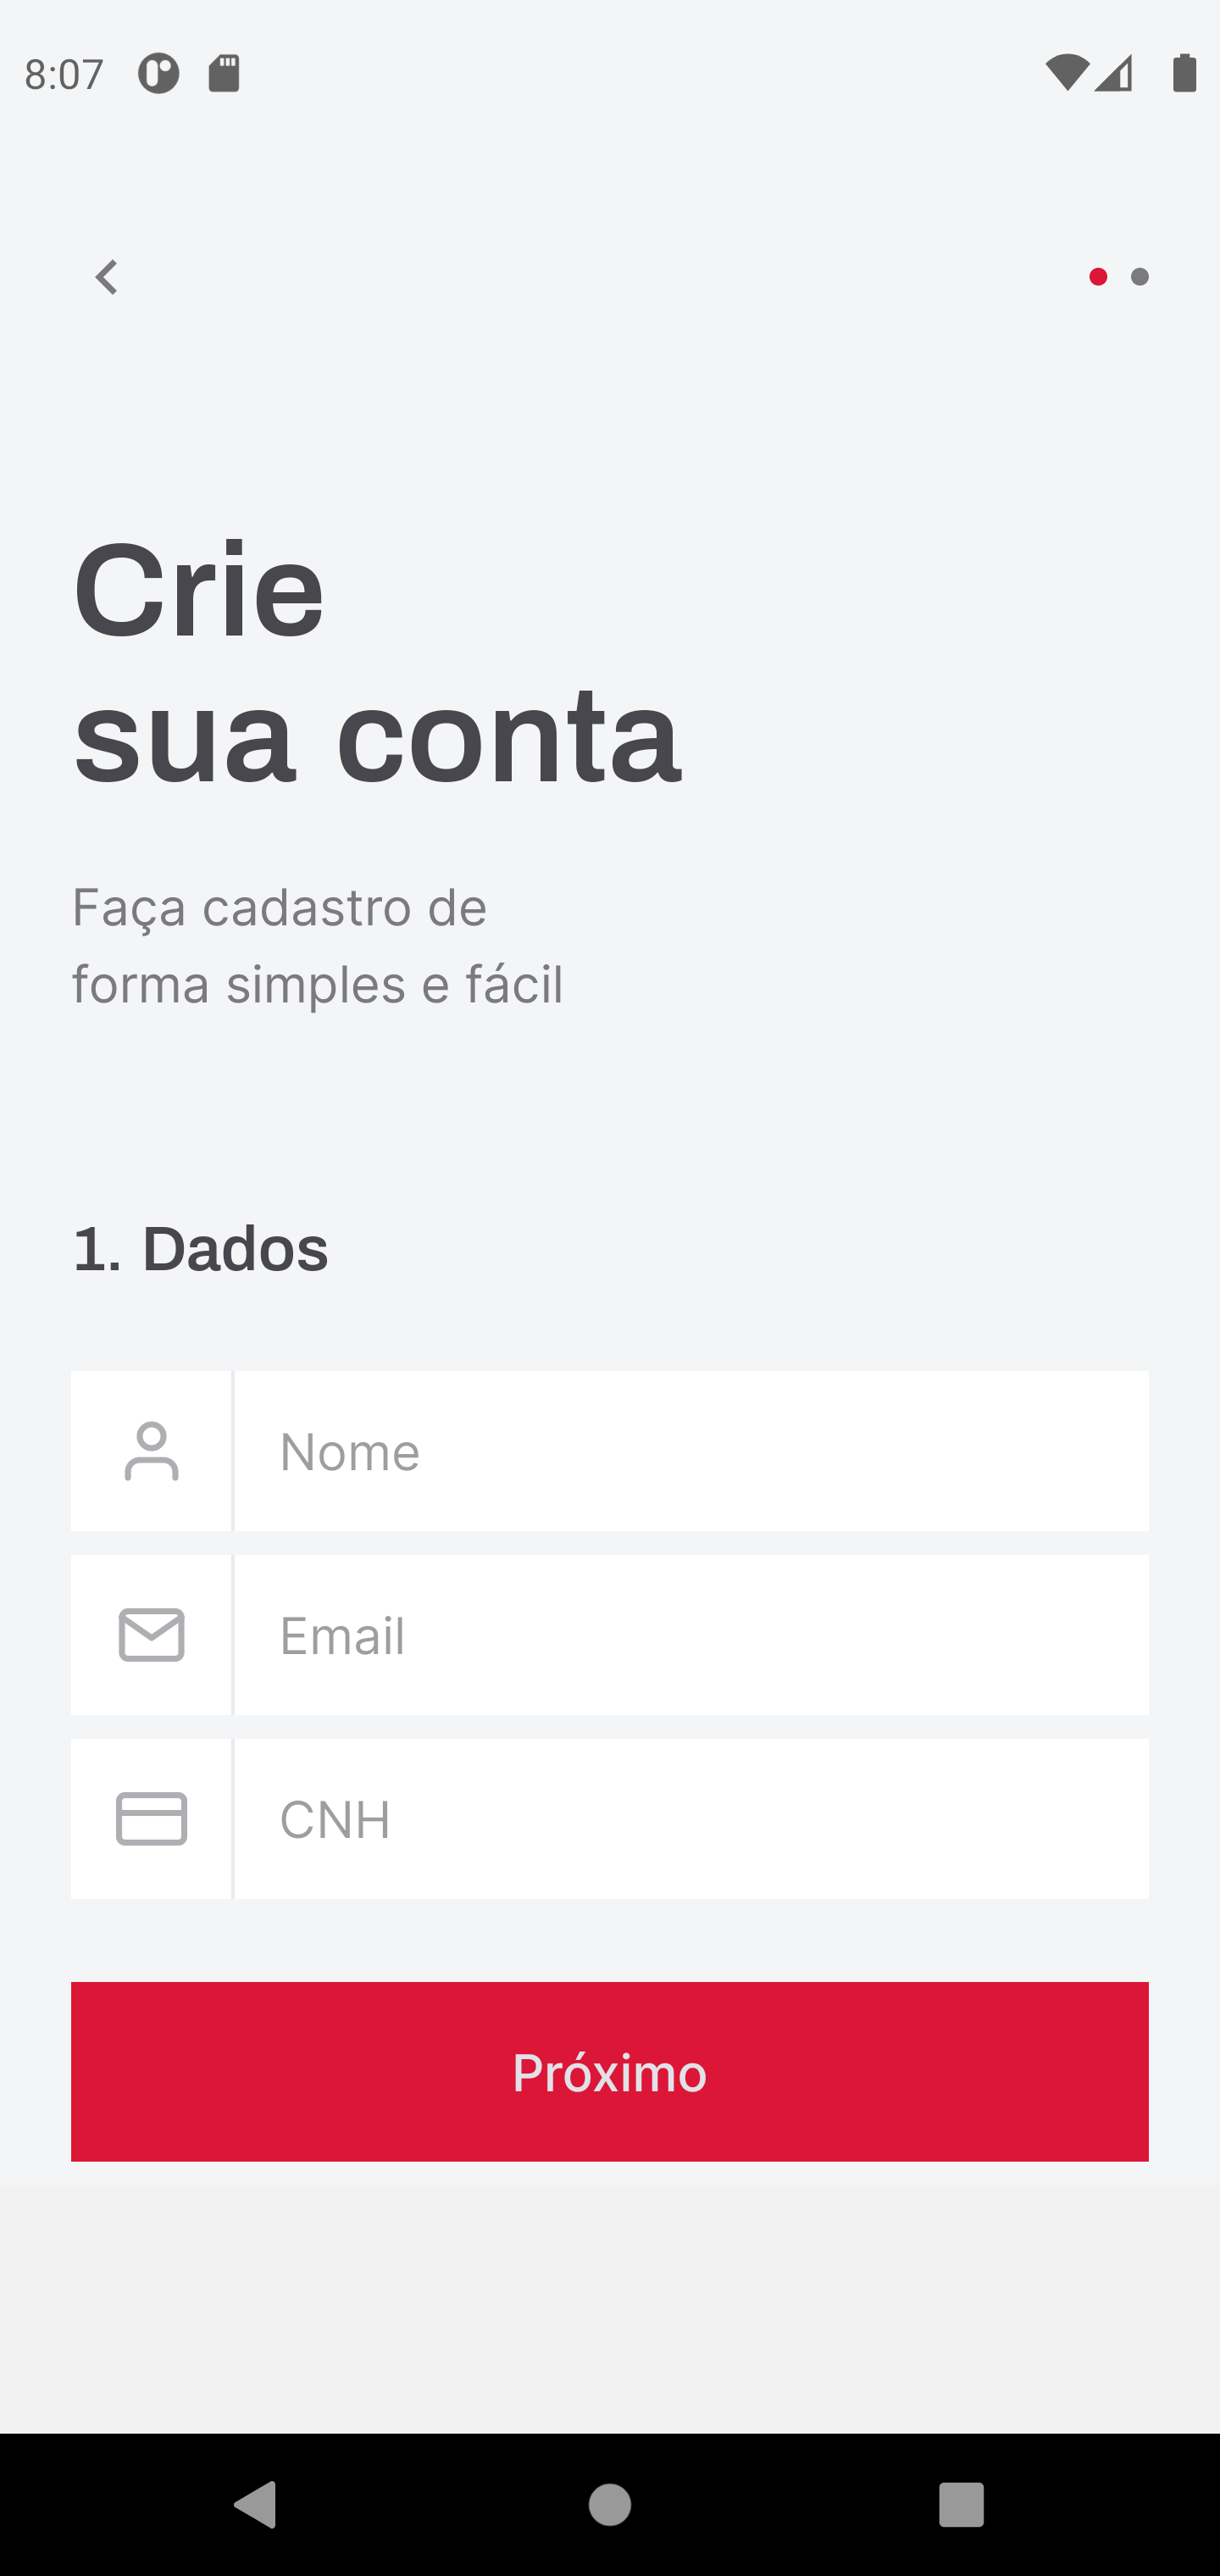 8:07
Crie
sua conta
Faça cadastro de
forma simples e fácil
1. Dados
Nome
Email
CNH
Próximo